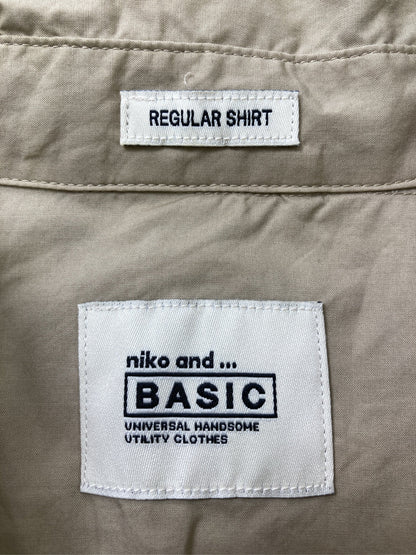 REGULAR SHIRT
niko and ...
BASIC
UNIVERSAL HANDSOME
UTILITY CLOTHES